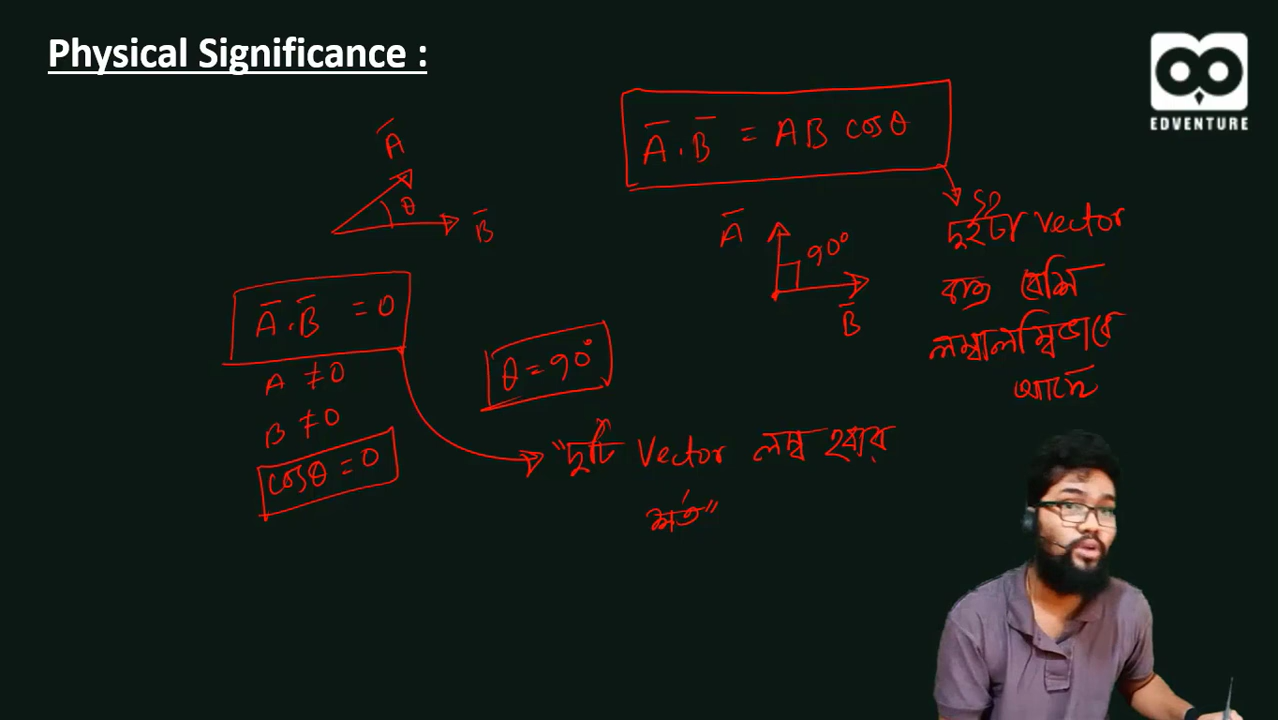 Physical Significance :
EDVENTURE
A̅
θ
B̅
A̅ . B̅ = AB cosθ
দুইটা vector
কত বেশি
লম্বালম্বিভাবে
আছে
A̅
90°
B̅
A̅ . B̅ = 0
A ≠ 0
B ≠ 0
cosθ = 0
θ = 90°
"দুটি Vector লম্ব হবার
শর্ত"